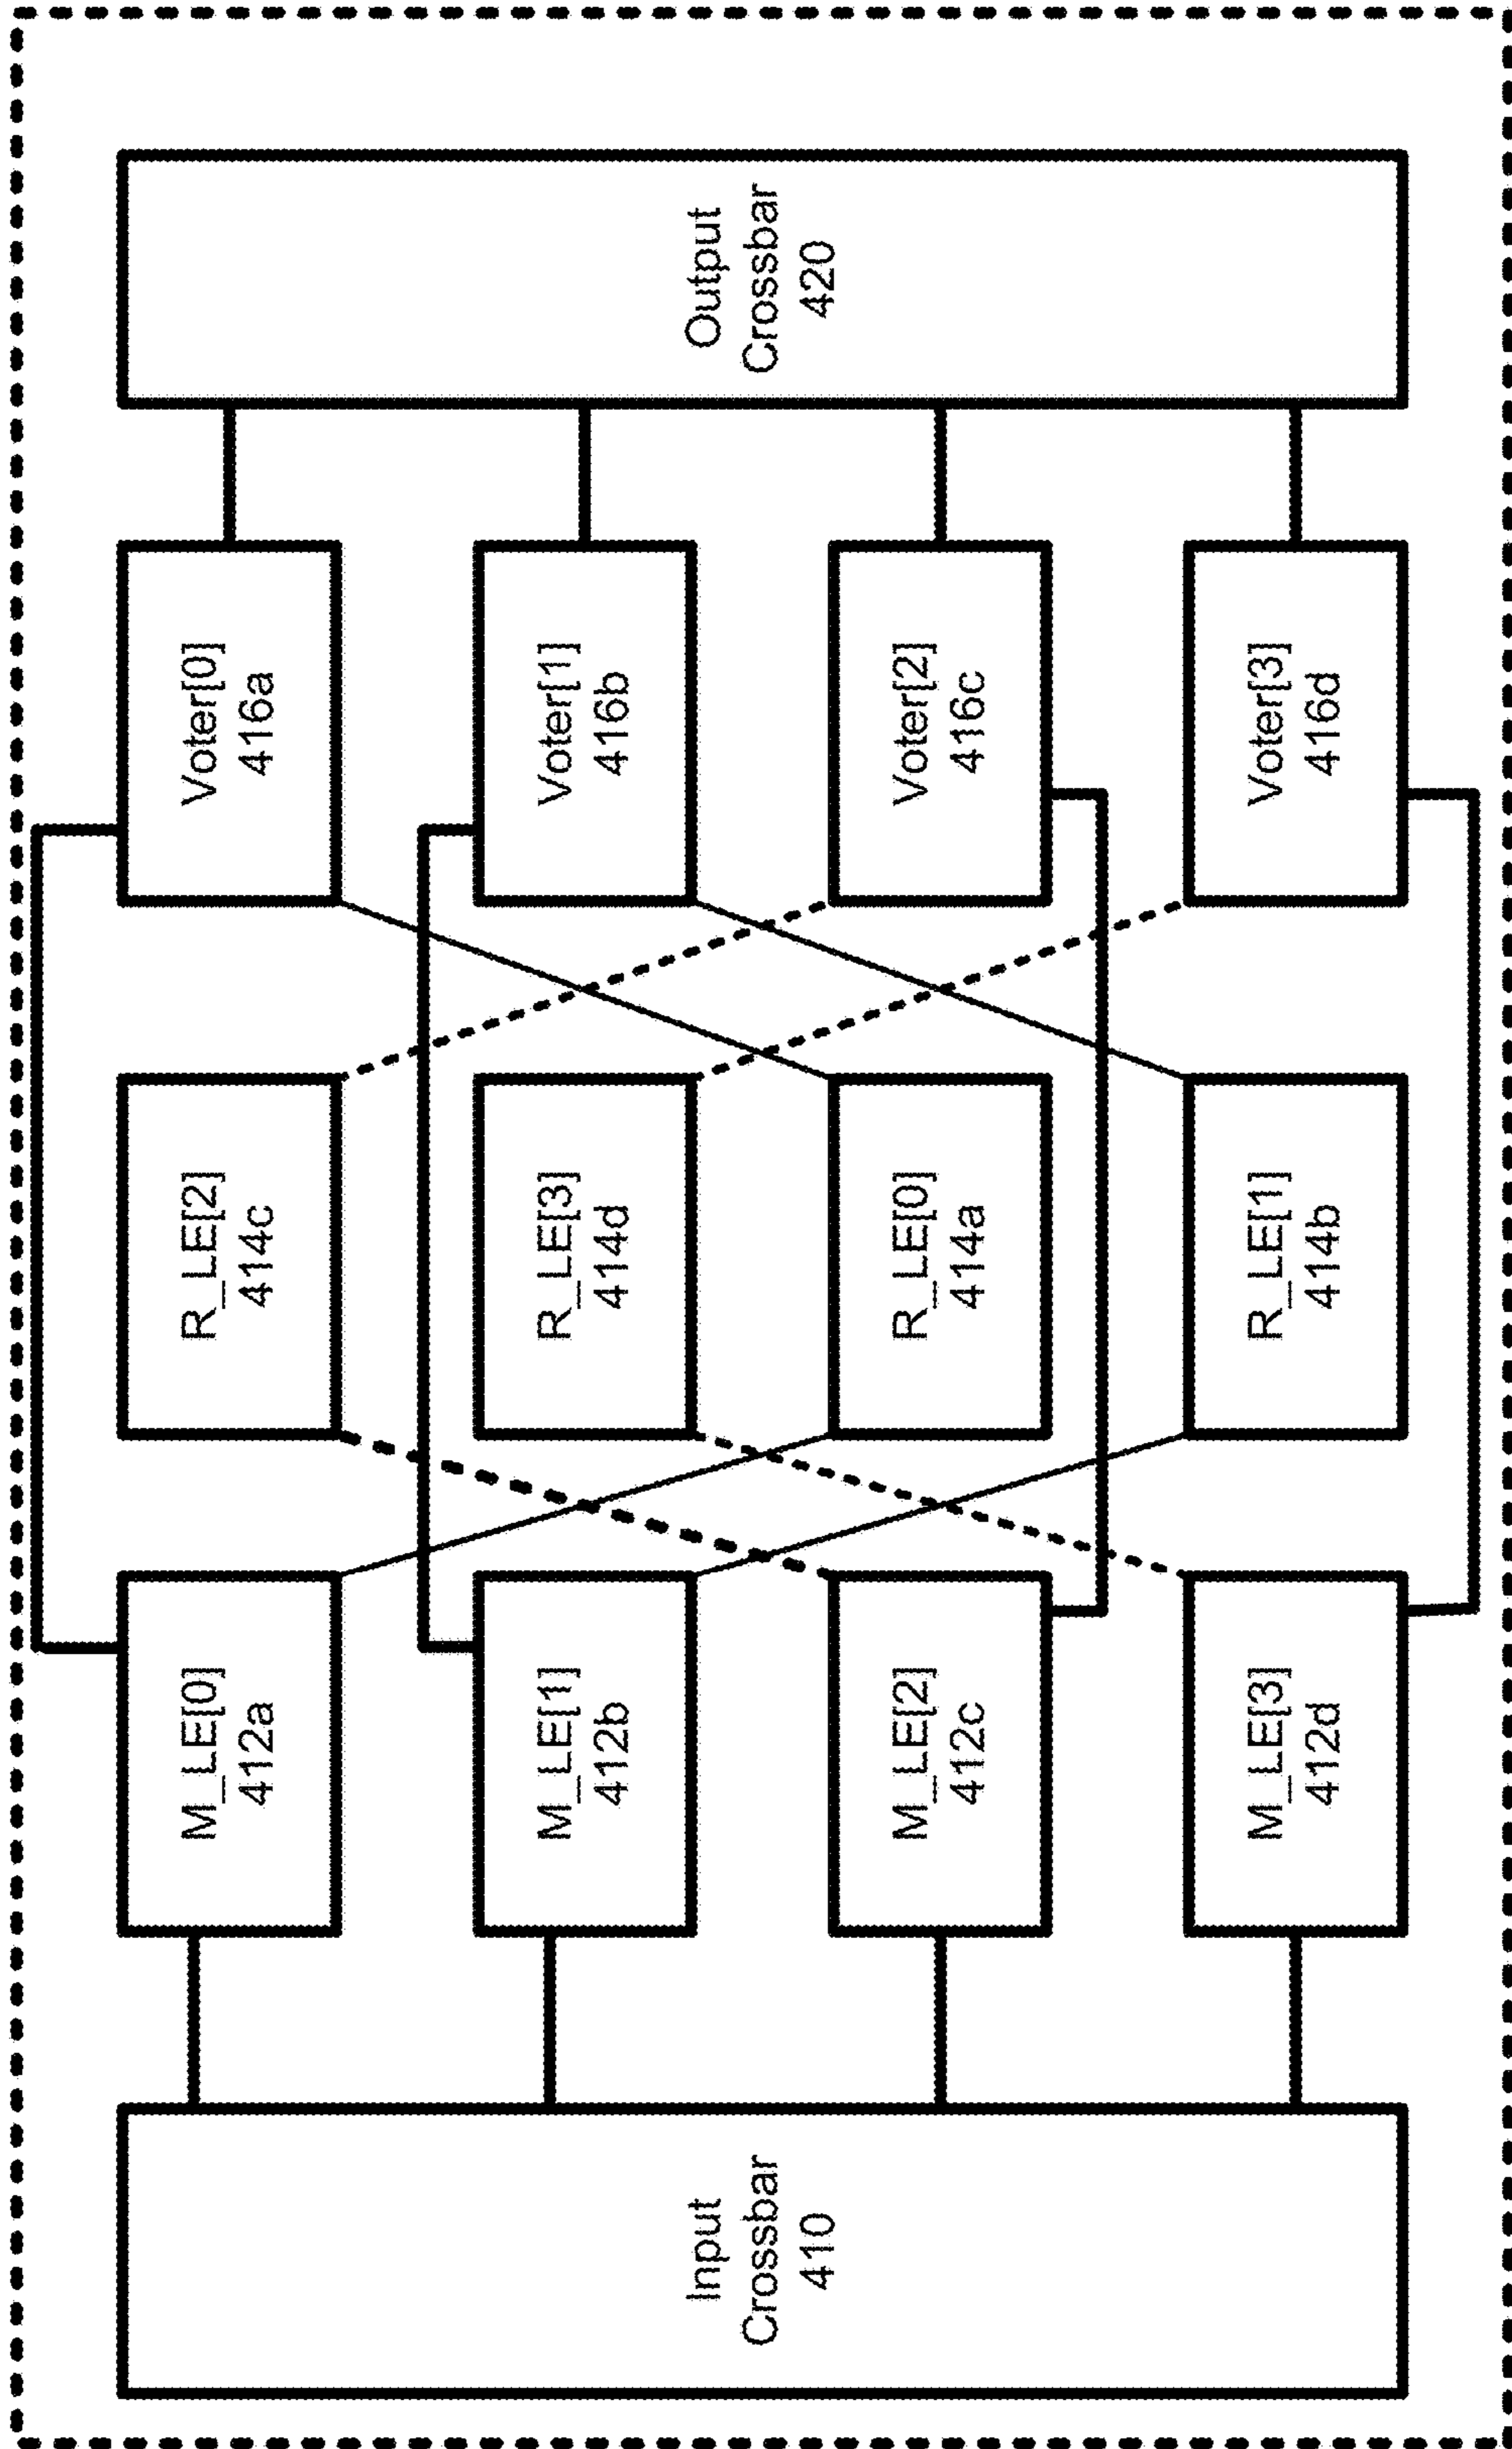 Input
Crossbar
410
M_LE[0]
412a
M_LE[1]
412b
M_LE[2]
412c
M_LE[3]
412d
R_LE[2]
414c
R_LE[3]
414d
R_LE[0]
414a
R_LE[1]
414b
Voter[0]
416a
Voter[1]
416b
Voter[2]
416c
Voter[3]
416d
Output
Crossbar
420